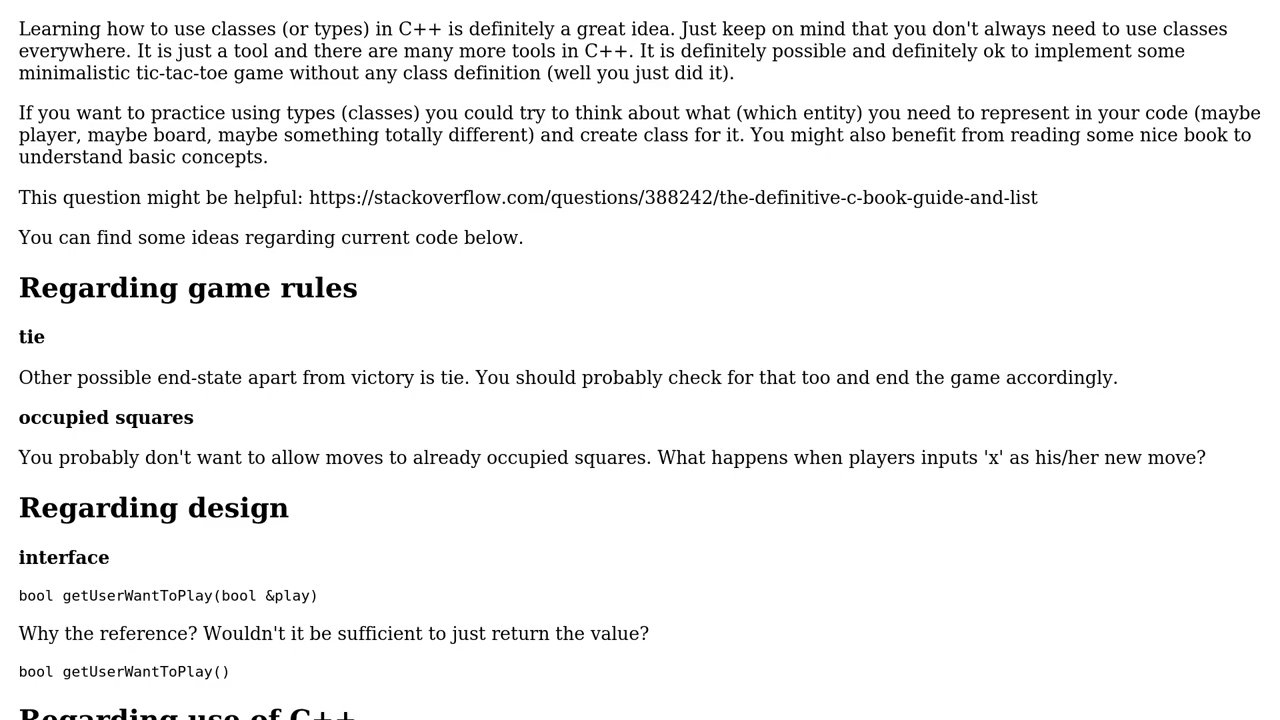 Learning how to use classes (or types) in C++ is definitely a great idea. Just keep on mind that you don't always need to use classes
everywhere. It is just a tool and there are many more tools in C++. It is definitely possible and definitely ok to implement some
minimalistic tic-tac-toe game without any class definition (well you just did it).
If you want to practice using types (classes) you could try to think about what (which entity) you need to represent in your code (maybe
player, maybe board, maybe something totally different) and create class for it. You might also benefit from reading some nice book to
understand basic concepts.
This question might be helpful: https://stackoverflow.com/questions/388242/the-definitive-c-book-guide-and-list
You can find some ideas regarding current code below.
Regarding game rules
tie
Other possible end-state apart from victory is tie. You should probably check for that too and end the game accordingly.
occupied squares
You probably don't want to allow moves to already occupied squares. What happens when players inputs 'x' as his/her new move?
Regarding design
interface
bool getUserWantToPlay(bool &play)
Why the reference? Wouldn't it be sufficient to just return the value?
bool getUserWantToPlay()
Regarding use of C++